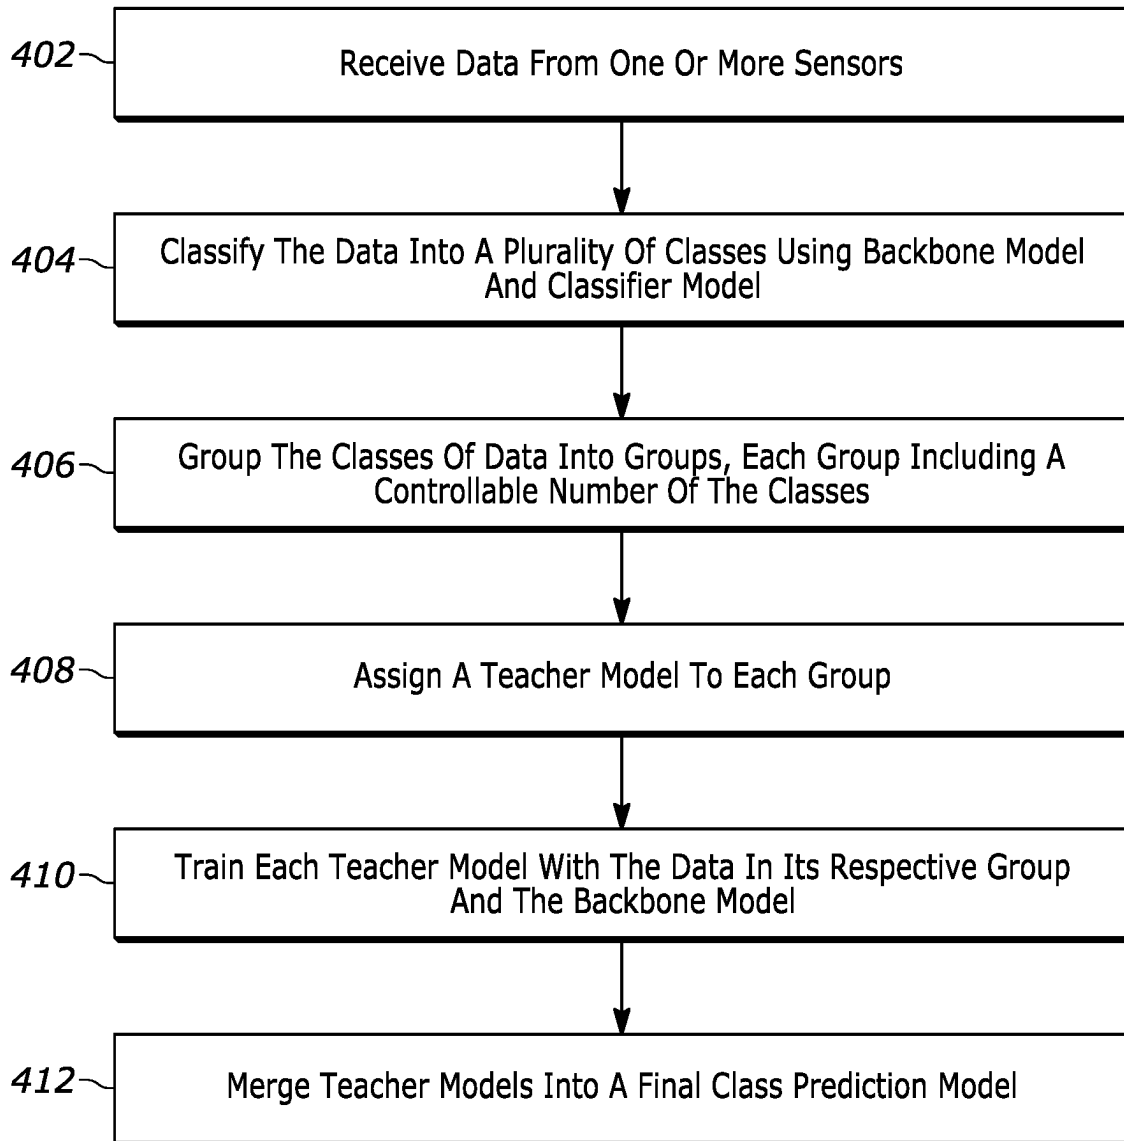 402
Receive Data From One Or More Sensors
404
Classify The Data Into A Plurality Of Classes Using Backbone Model
And Classifier Model
406
Group The Classes Of Data Into Groups, Each Group Including A
Controllable Number Of The Classes
408
Assign A Teacher Model To Each Group
410
Train Each Teacher Model With The Data In Its Respective Group
And The Backbone Model
412
Merge Teacher Models Into A Final Class Prediction Model